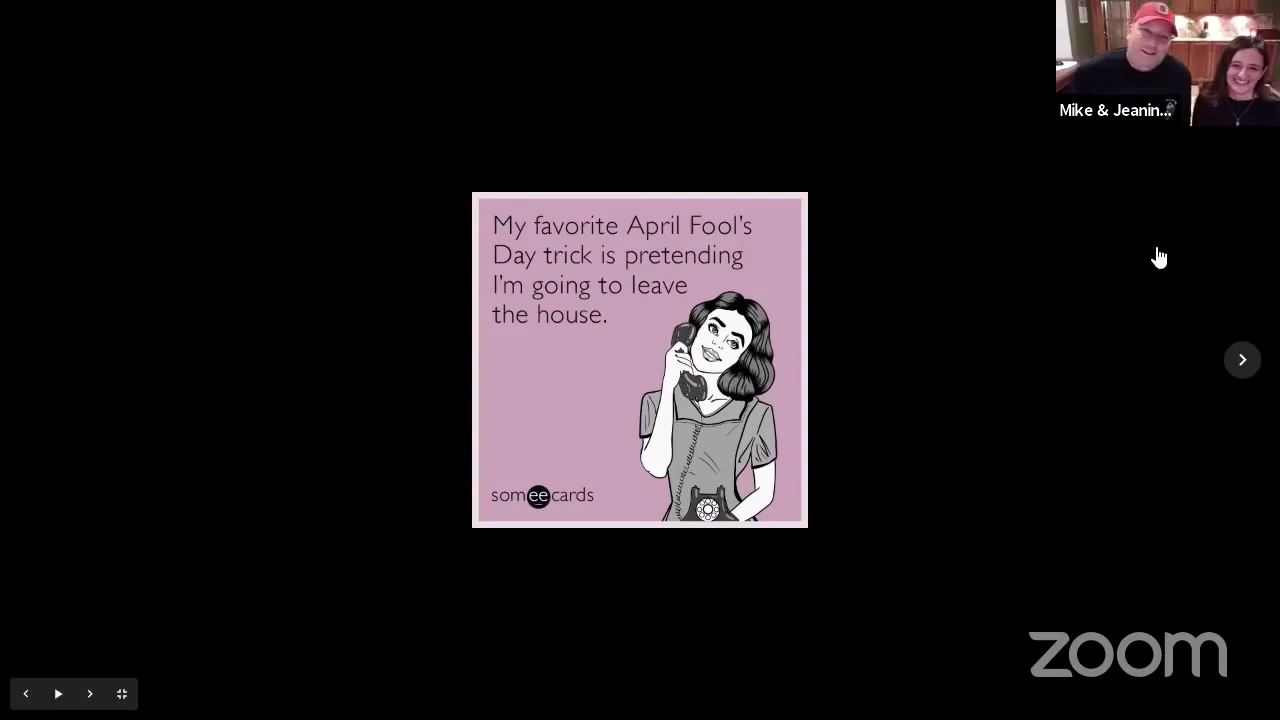 Mike & Jeanin...
My favorite April Fool's
Day trick is pretending
I'm going to leave
the house.
someecards
zoom